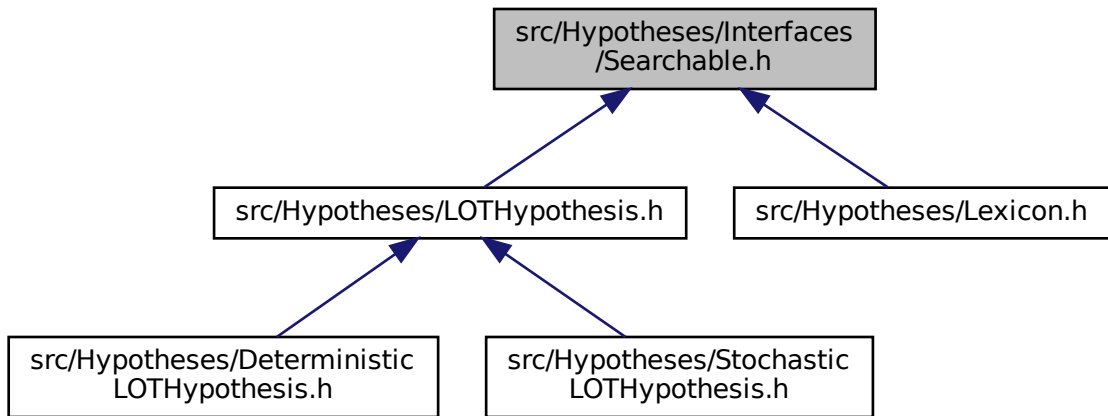 src/Hypotheses/Interfaces
/Searchable.h
src/Hypotheses/LOTHypothesis.h
src/Hypotheses/Lexicon.h
src/Hypotheses/Deterministic
LOTHypothesis.h
src/Hypotheses/Stochastic
LOTHypothesis.h